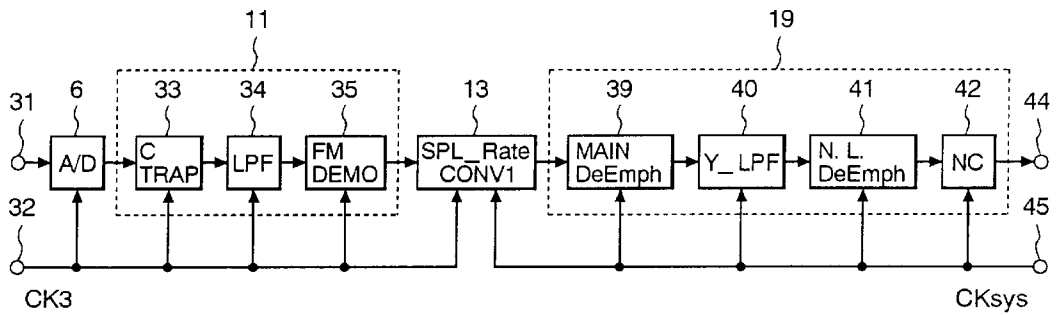 11
19
31
6
33
34
35
13
39
40
41
42
44
A/D
C
TRAP
LPF
FM
DEMO
SPL_Rate
CONV1
MAIN
DeEmph
Y_LPF
N. L.
DeEmph
NC
32
45
CK3
CKsys